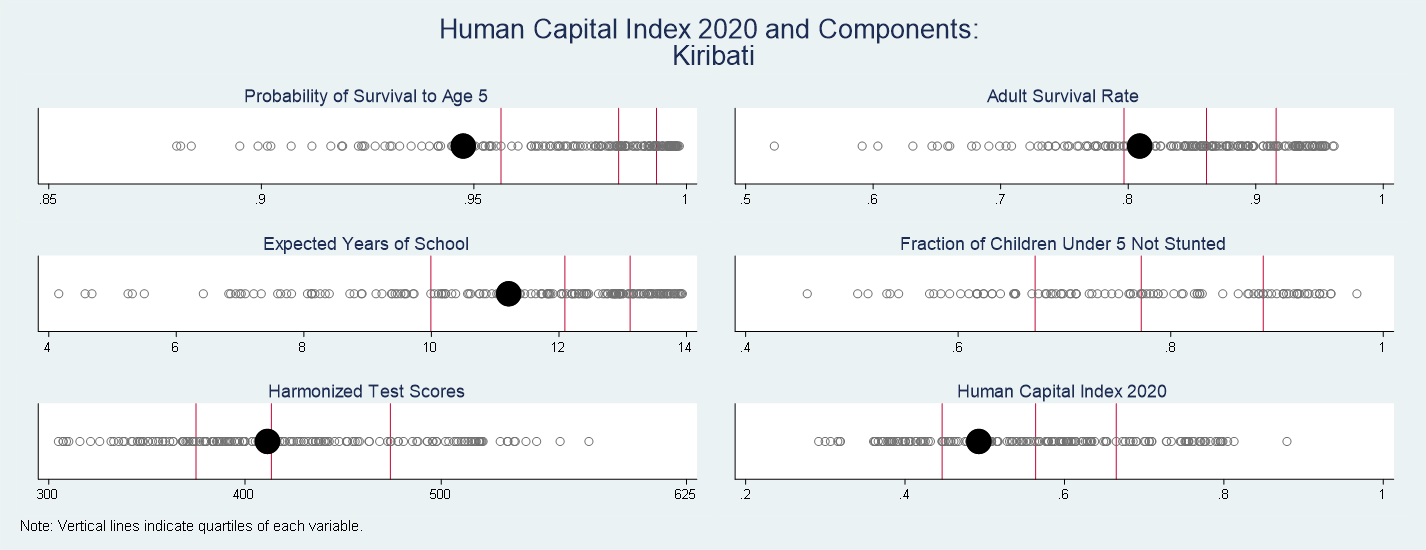 Human Capital Index 2020 and Components:
Kiribati
Probability of Survival to Age 5
.85 .9 .95 1
Adult Survival Rate
.5 .6 .7 .8 .9 1
Expected Years of School
4 6 8 10 12 14
Fraction of Children Under 5 Not Stunted
.4 .6 .8 1
Harmonized Test Scores
300 400 500 625
Human Capital Index 2020
.2 .4 .6 .8 1
Note: Vertical lines indicate quartiles of each variable.